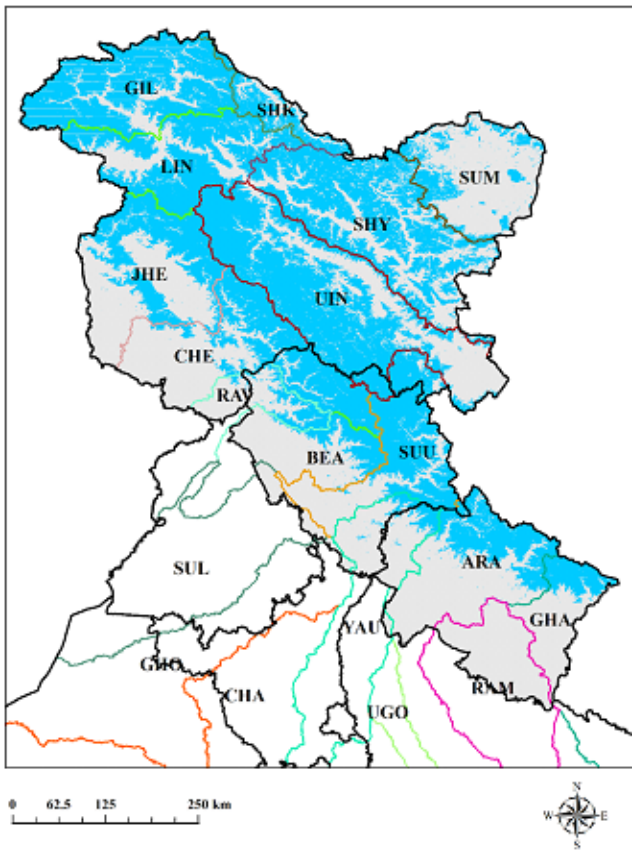 GIL
SHK
LIN
SUM
SHY
JHE
UIN
CHE
RAV
BEA
SUU
SUL
ARA
GHA
YAU
GHO
CHA
RAM
UGO
0 62.5 125 250 km
N
W E
S